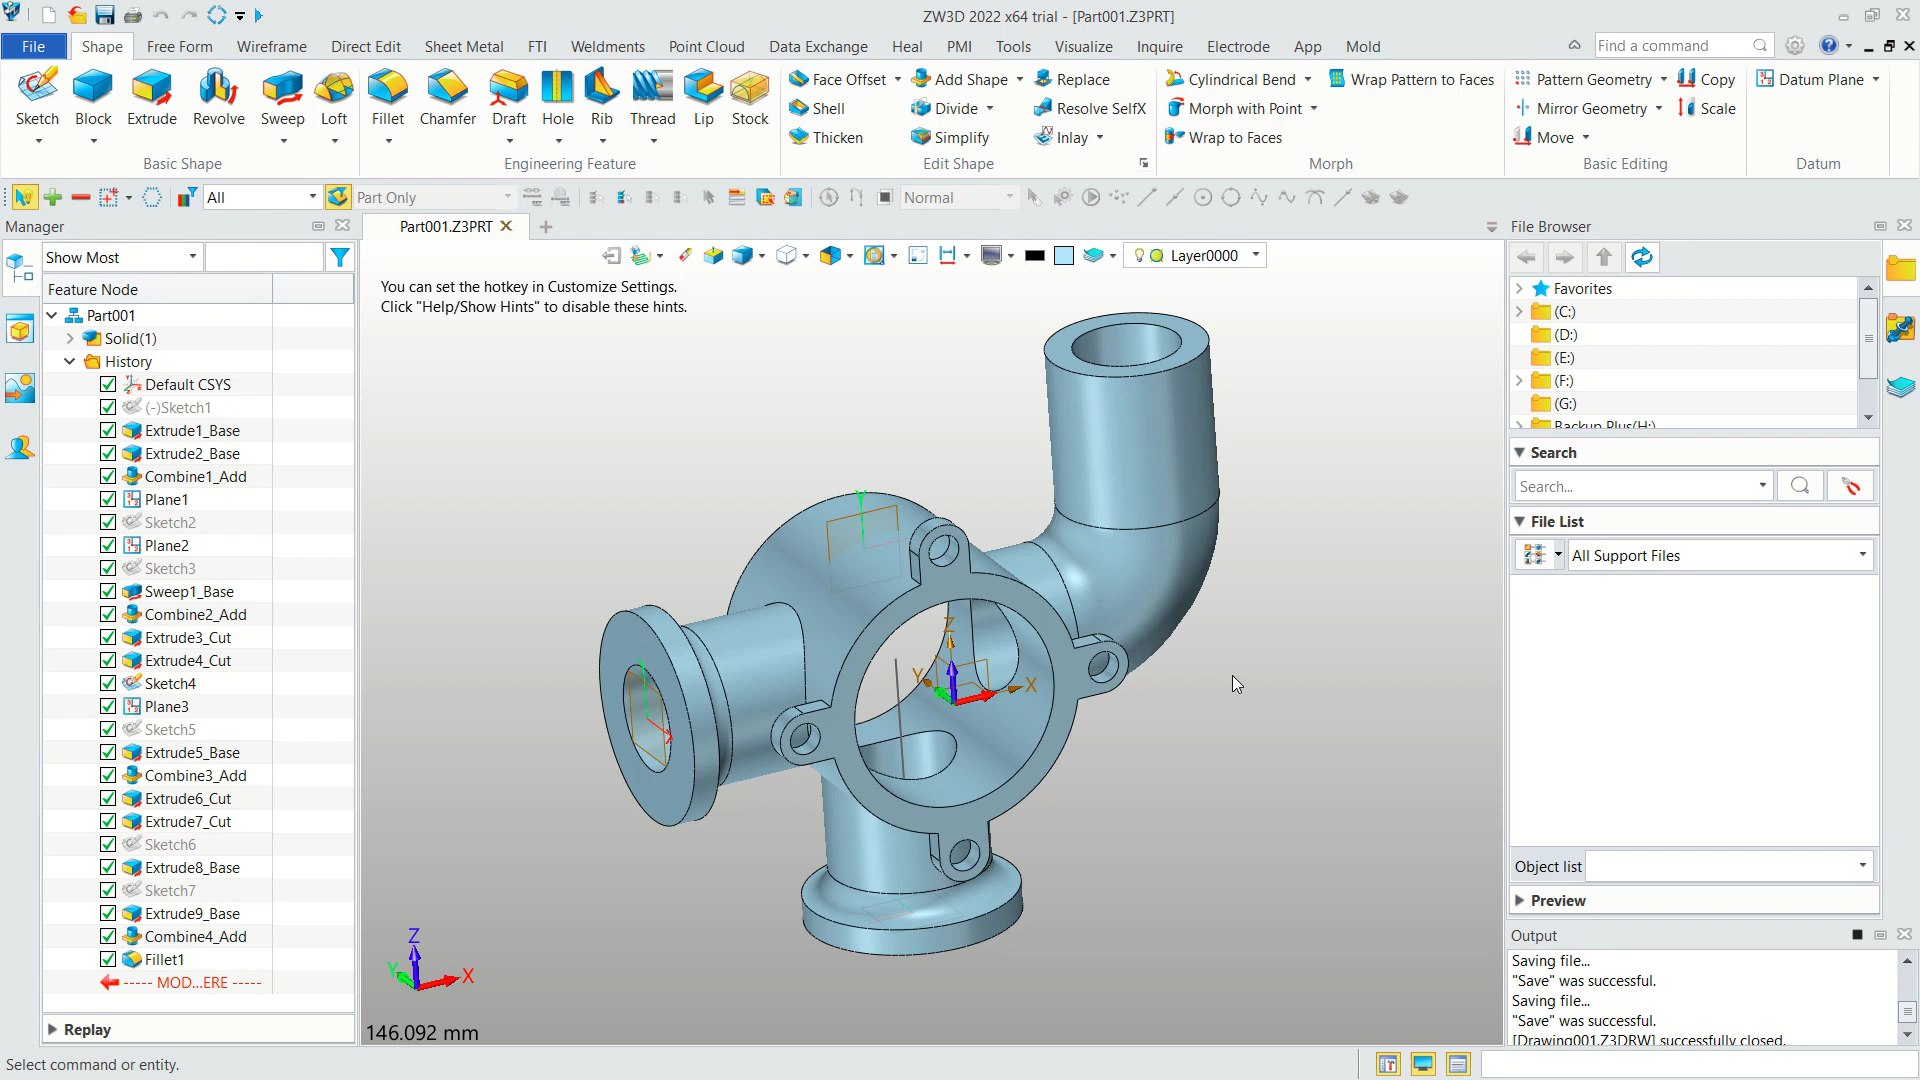 ZW3D 2022 x64 trial - [Part001.Z3PRT]
File Shape Free Form Wireframe Direct Edit Sheet Metal FTI Weldments Point Cloud Data Exchange Heal PMI Tools Visualize Inquire Electrode App Mold Find a command
Sketch Block Extrude Revolve Sweep Loft
Basic Shape
Fillet Chamfer Draft Hole Rib Thread Lip Stock
Engineering Feature
Face Offset Add Shape Replace
Shell Divide Resolve SelfX
Thicken Simplify Inlay
Edit Shape
Cylindrical Bend Wrap Pattern to Faces
Morph with Point
Wrap to Faces
Morph
Pattern Geometry Copy
Mirror Geometry Scale
Move
Basic Editing
Datum Plane
Datum
All Part Only Normal
Manager
Part001.Z3PRT
Show Most
Feature Node
Part001
Solid(1)
History
Default CSYS
(-)Sketch1
Extrude1_Base
Extrude2_Base
Combine1_Add
Plane1
Sketch2
Plane2
Sketch3
Sweep1_Base
Combine2_Add
Extrude3_Cut
Extrude4_Cut
Sketch4
Plane3
Sketch5
Extrude5_Base
Combine3_Add
Extrude6_Cut
Extrude7_Cut
Sketch6
Extrude8_Base
Sketch7
Extrude9_Base
Combine4_Add
Fillet1
----- MOD...ERE -----
Replay
Layer0000
You can set the hotkey in Customize Settings.
Click "Help/Show Hints" to disable these hints.
Y
Z
Y
X
X
Z
Y
X
146.092 mm
File Browser
Favorites
(C:)
(D:)
(E:)
(F:)
(G:)
Backup Plus(H:)
Search
Search...
File List
All Support Files
Object list
Preview
Output
Saving file...
"Save" was successful.
Saving file...
"Save" was successful.
[Drawing001.Z3DRW] successfully closed.
Select command or entity.